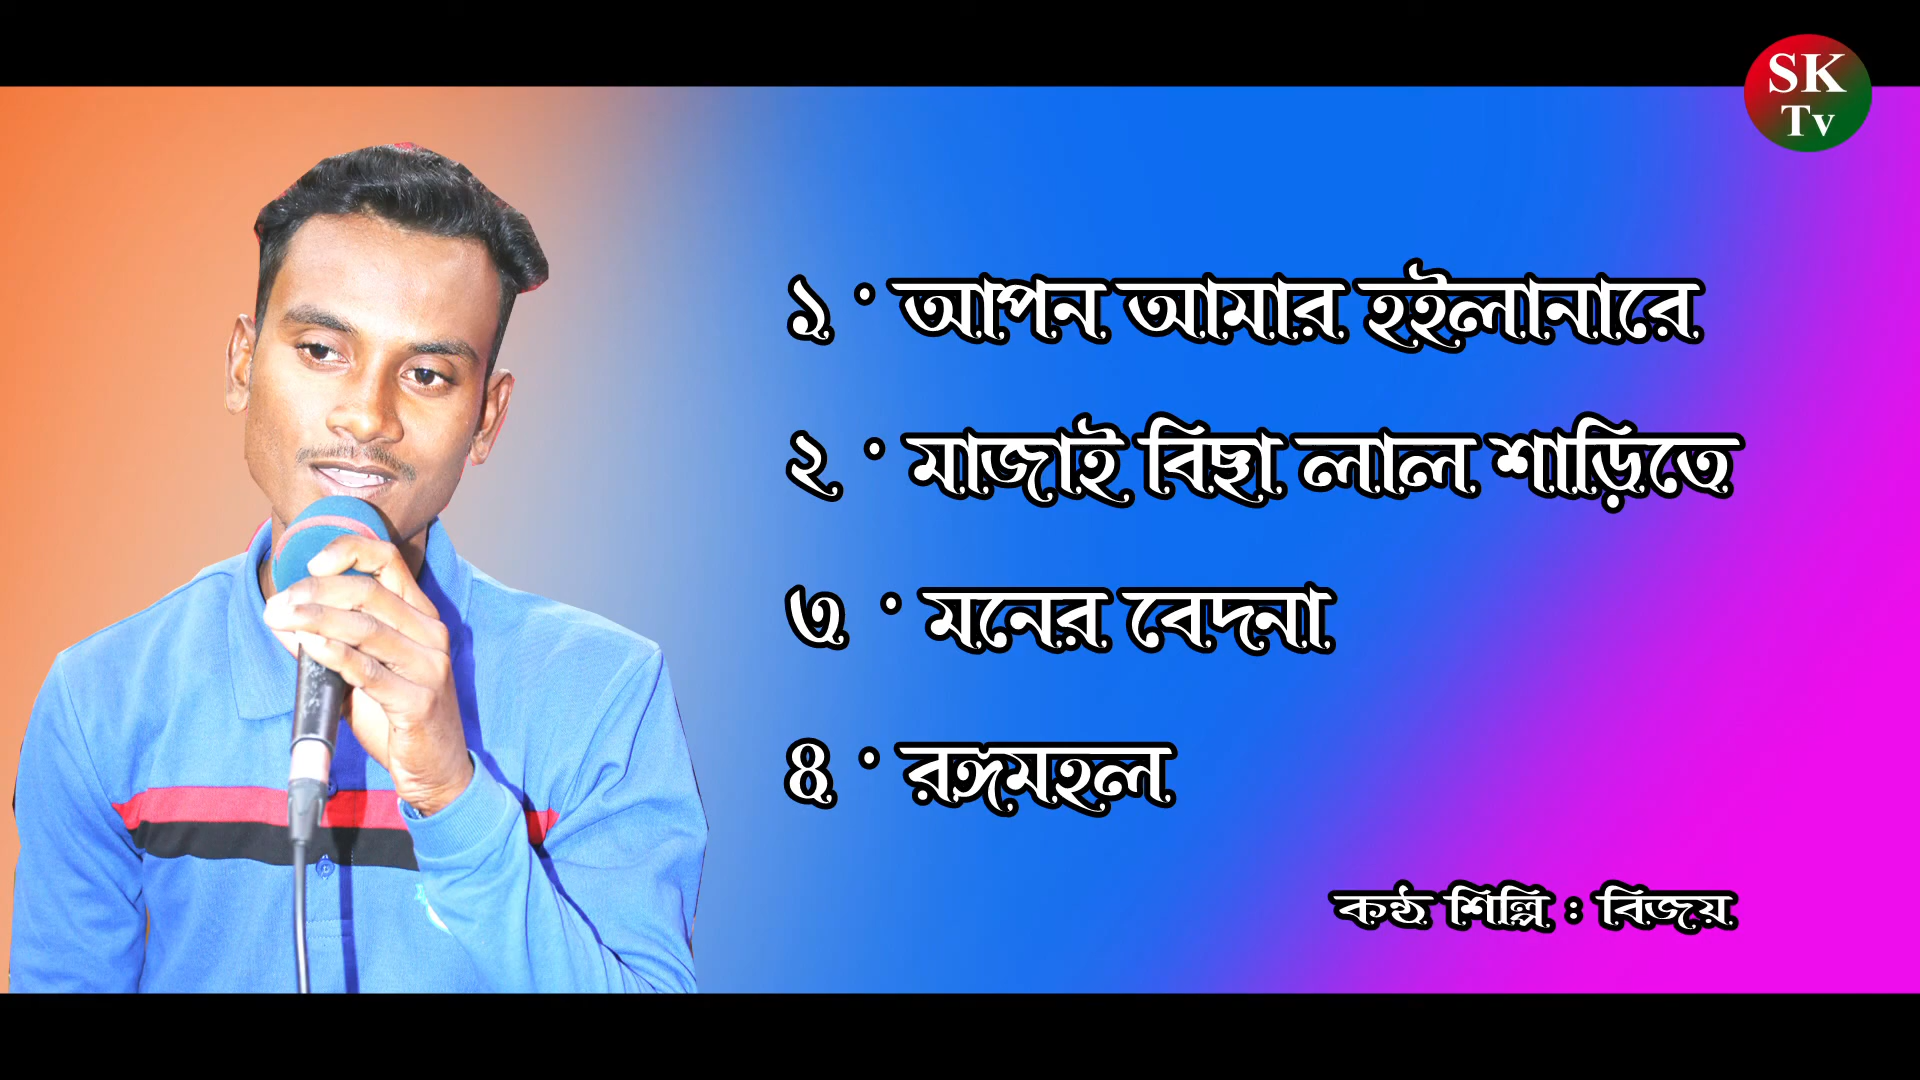 SK
Tv
১. আপন আমার হইলানারে
২. মাজাই বিছা লাল শাড়িতে
৩. মনের বেদনা
৪. রঙ্গমহল
কন্ঠ শিল্পি : বিজয়